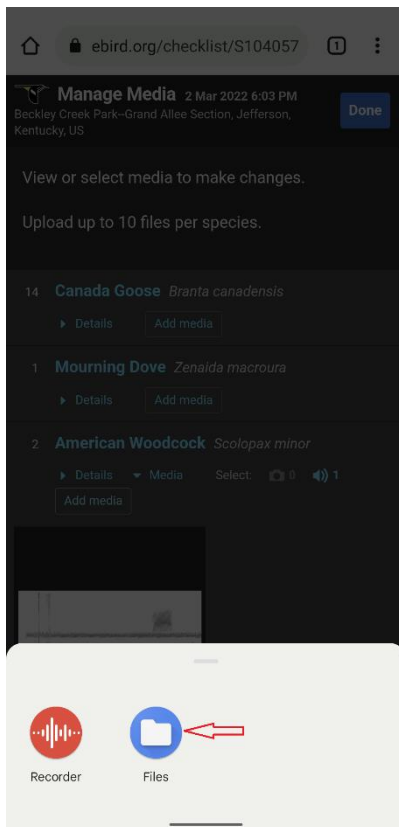 ebird.org/checklist/S104057 1
Manage Media 2 Mar 2022 6:03 PM
Beckley Creek Park--Grand Allee Section, Jefferson,
Kentucky, US
Done
View or select media to make changes.
Upload up to 10 files per species.
14 Canada Goose Branta canadensis
Details Add media
1 Mourning Dove Zenaida macroura
Details Add media
2 American Woodcock Scolopax minor
Details Media Select: 0 1
Add media
Recorder Files